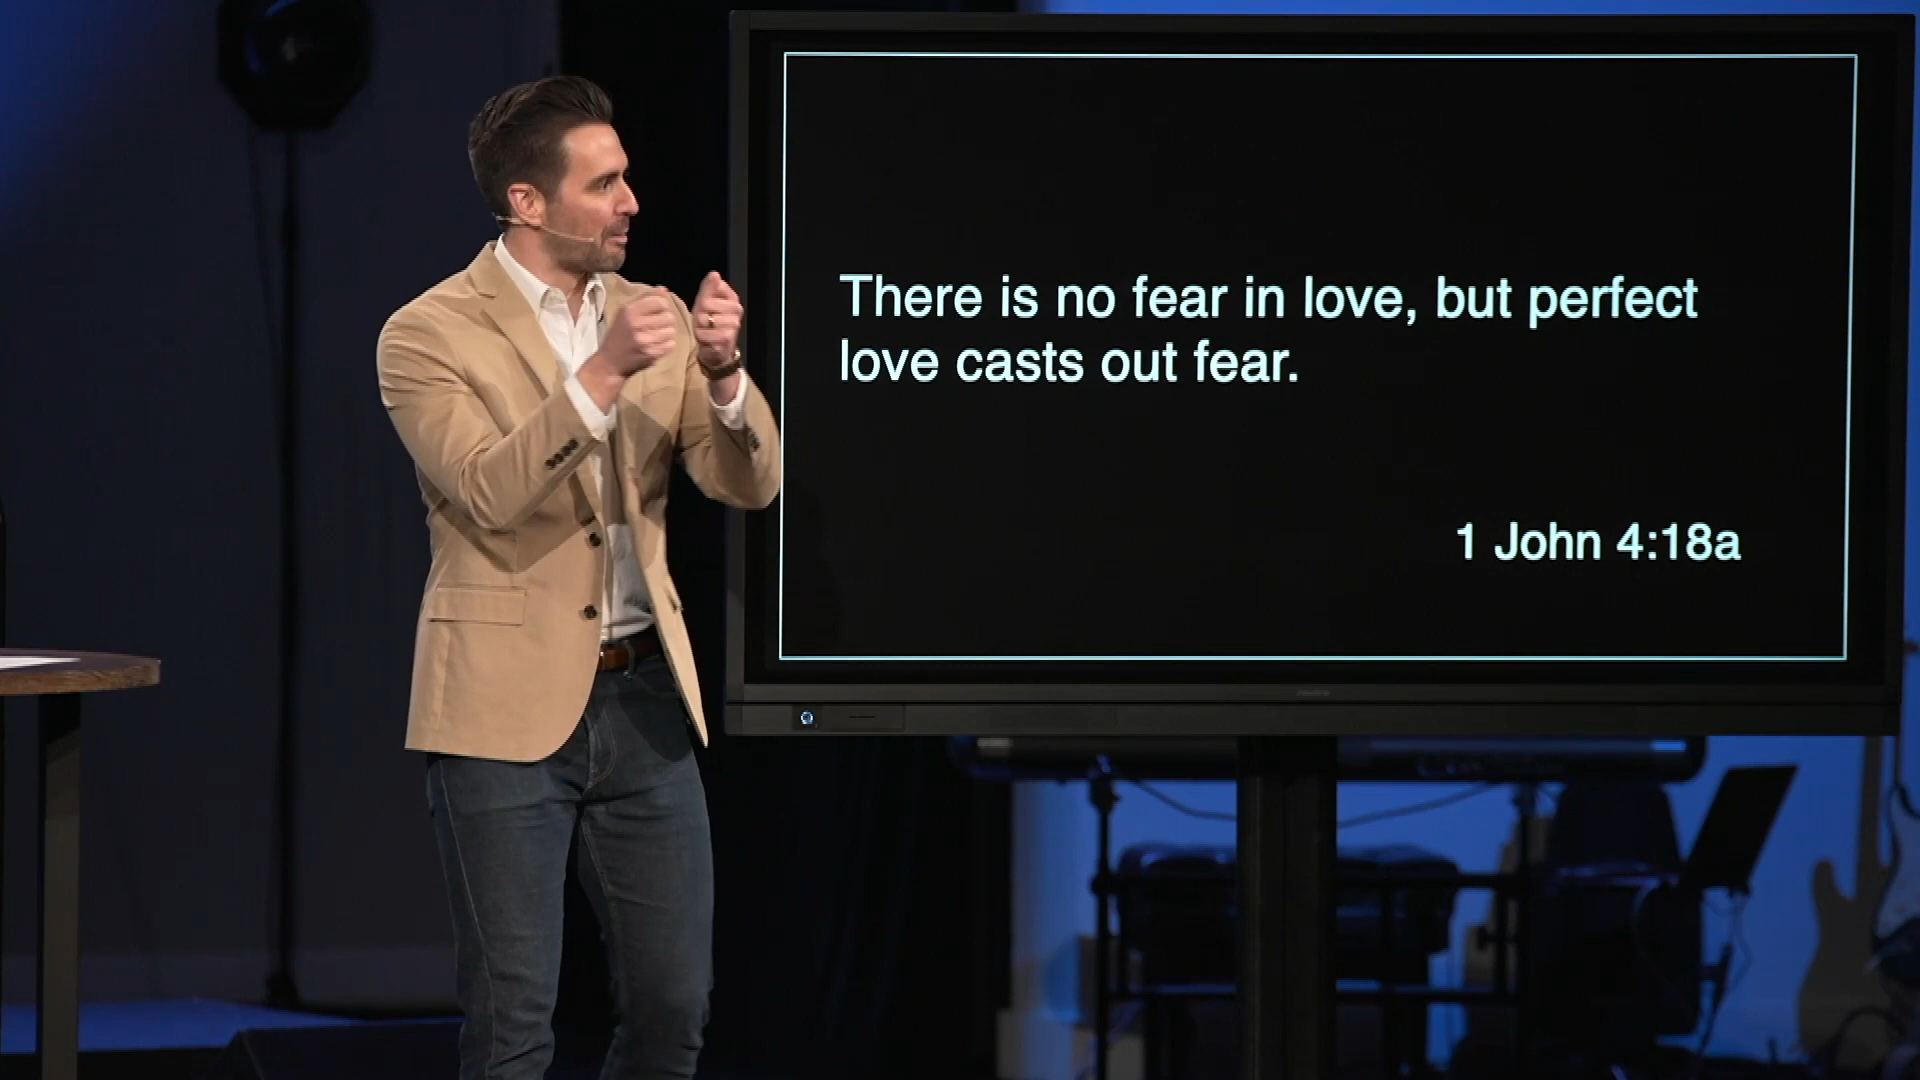 There is no fear in love, but perfect
love casts out fear.
1 John 4:18a